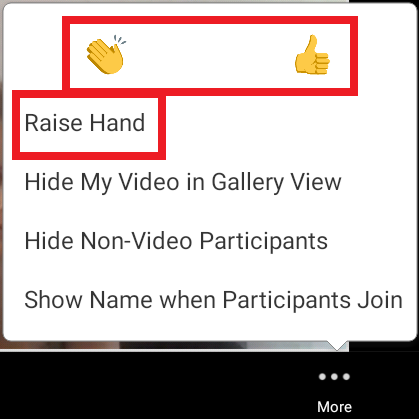 Raise Hand
Hide My Video in Gallery View
Hide Non-Video Participants
Show Name when Participants Join
More